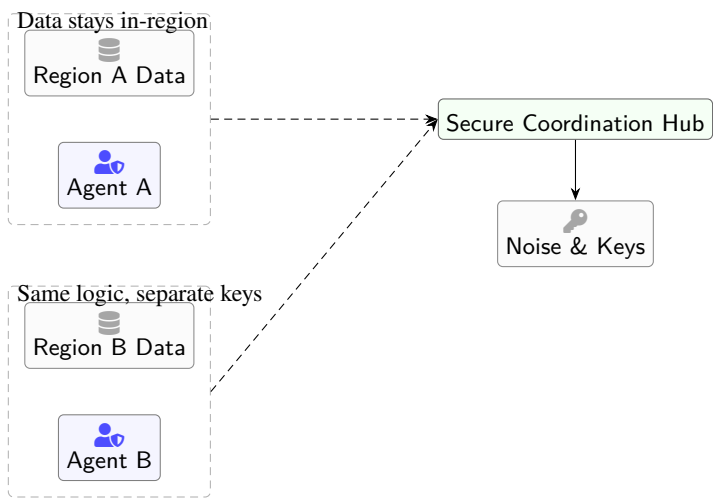 Data stays in-region
Region A Data
Agent A
Secure Coordination Hub
Noise & Keys
Same logic, separate keys
Region B Data
Agent B